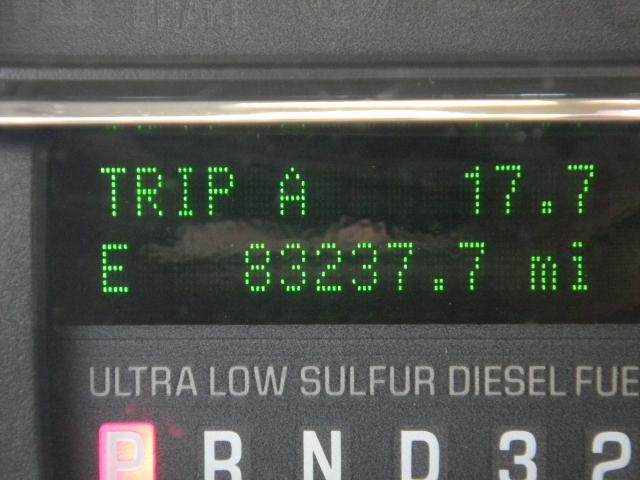 TRIP A 17.7
E 83237.7 mi
ULTRA LOW SULFUR DIESEL FUE
P R N D 3 2